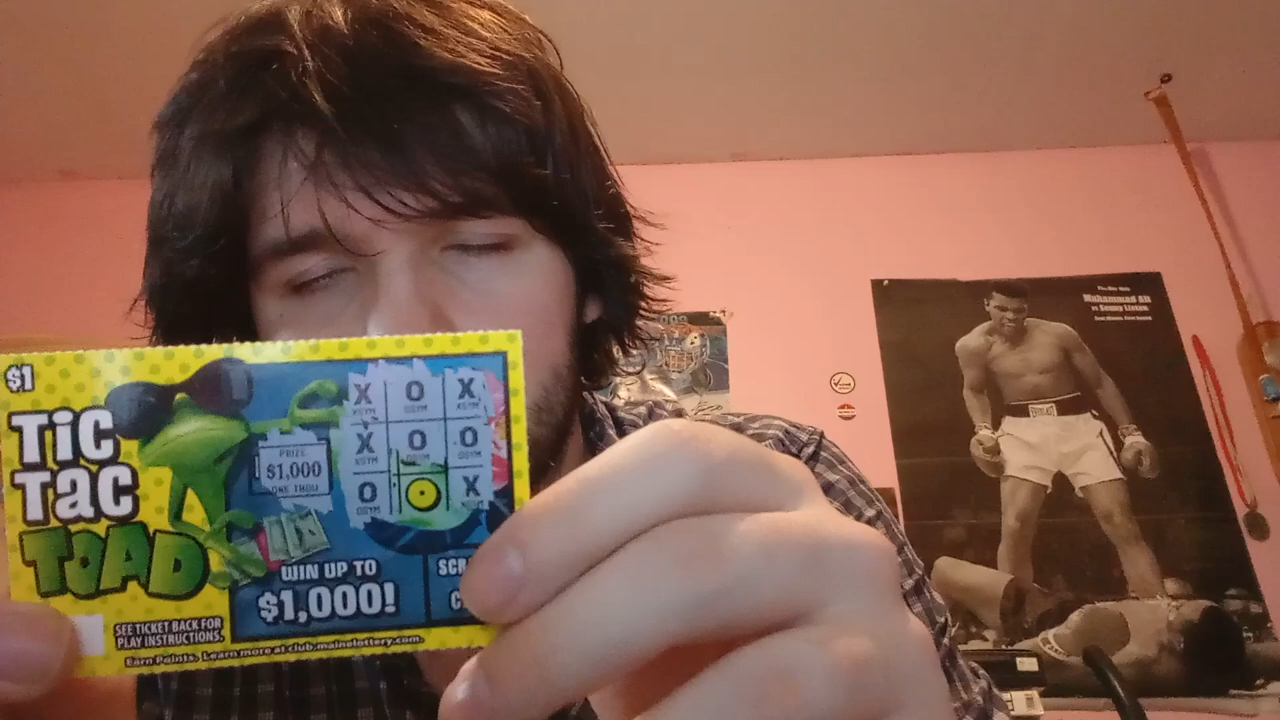 $1
TiC
TaC
TOAD
PRIZE
$1,000
ONE THOU
X O X
XSYM OSYM XSYM
X O O
XSYM OSYM OSYM
O X
OSYM
WIN UP TO
$1,000!
SCR
C
SEE TICKET BACK FOR
PLAY INSTRUCTIONS.
Earn Points. Learn more at club.mainelottery.com.
Muhammad Ali
vs Sonny Liston
EVERLAST